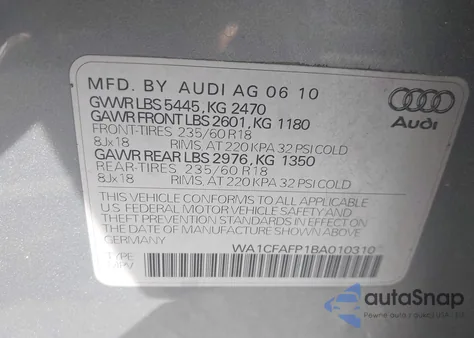 MFD. BY AUDI AG 06 10
GVWR LBS 5445, KG 2470
GAWR FRONT LBS 2601, KG 1180
FRONT-TIRES 235/60 R18
8Jx18 RIMS, AT 220 KPA 32 PSI COLD
GAWR REAR LBS 2976, KG 1350
REAR-TIRES 235/60 R18
8Jx18 RIMS, AT 220 KPA 32 PSI COLD
THIS VEHICLE CONFORMS TO ALL APPLICABLE
U.S. FEDERAL MOTOR VEHICLE SAFETY AND
THEFT PREVENTION STANDARDS IN EFFECT ON
THE DATE OF MANUFACTURE SHOWN ABOVE
GERMANY WA1CFAFP1BA010310
TYPE
MPV
Audi
autoSnap